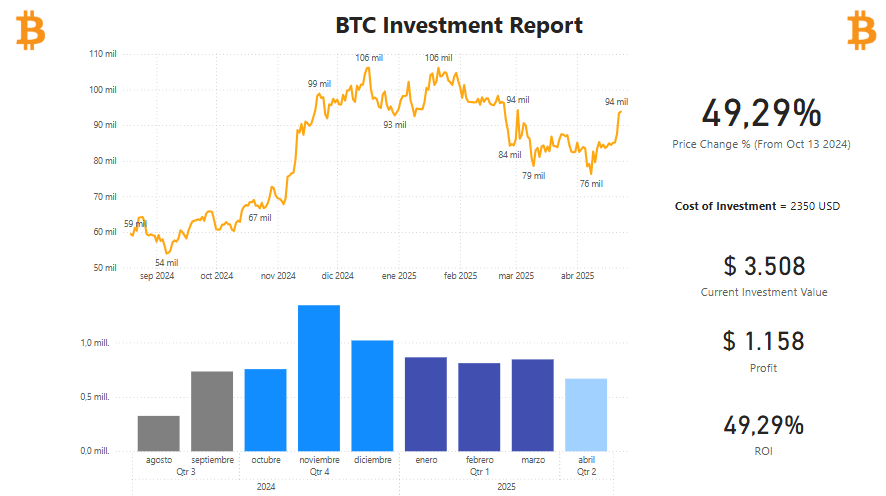 BTC Investment Report
110 mil
100 mil
90 mil
80 mil
70 mil
60 mil
50 mil
59 mil
54 mil
67 mil
99 mil
106 mil
93 mil
106 mil
84 mil
94 mil
79 mil
76 mil
94 mil
sep 2024 oct 2024 nov 2024 dic 2024 ene 2025 feb 2025 mar 2025 abr 2025
49,29%
Price Change % (From Oct 13 2024)
Cost of Investment = 2350 USD
$ 3.508
Current Investment Value
$ 1.158
Profit
49,29%
ROI
1,0 mill.
0,5 mill.
0,0 mill.
agosto septiembre octubre noviembre diciembre enero febrero marzo abril
Qtr 3 Qtr 4 Qtr 1 Qtr 2
2024 2025